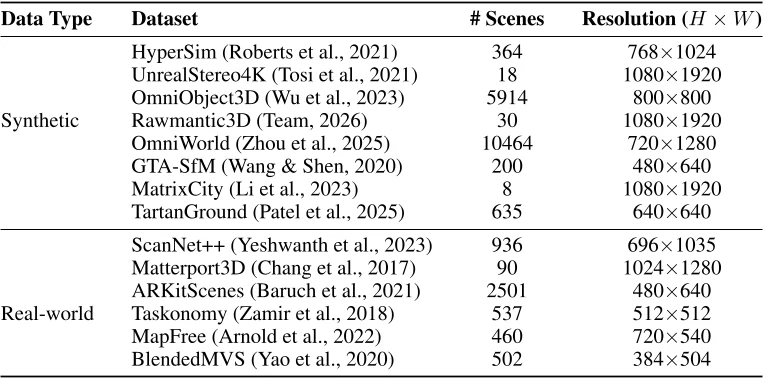 Data Type Dataset # Scenes Resolution (H × W)
HyperSim (Roberts et al., 2021) 364 768×1024
UnrealStereo4K (Tosi et al., 2021) 18 1080×1920
OmniObject3D (Wu et al., 2023) 5914 800×800
Synthetic Rawmantic3D (Team, 2026) 30 1080×1920
OmniWorld (Zhou et al., 2025) 10464 720×1280
GTA-SfM (Wang & Shen, 2020) 200 480×640
MatrixCity (Li et al., 2023) 8 1080×1920
TartanGround (Patel et al., 2025) 635 640×640
ScanNet++ (Yeshwanth et al., 2023) 936 696×1035
Matterport3D (Chang et al., 2017) 90 1024×1280
ARKitScenes (Baruch et al., 2021) 2501 480×640
Real-world Taskonomy (Zamir et al., 2018) 537 512×512
MapFree (Arnold et al., 2022) 460 720×540
BlendedMVS (Yao et al., 2020) 502 384×504